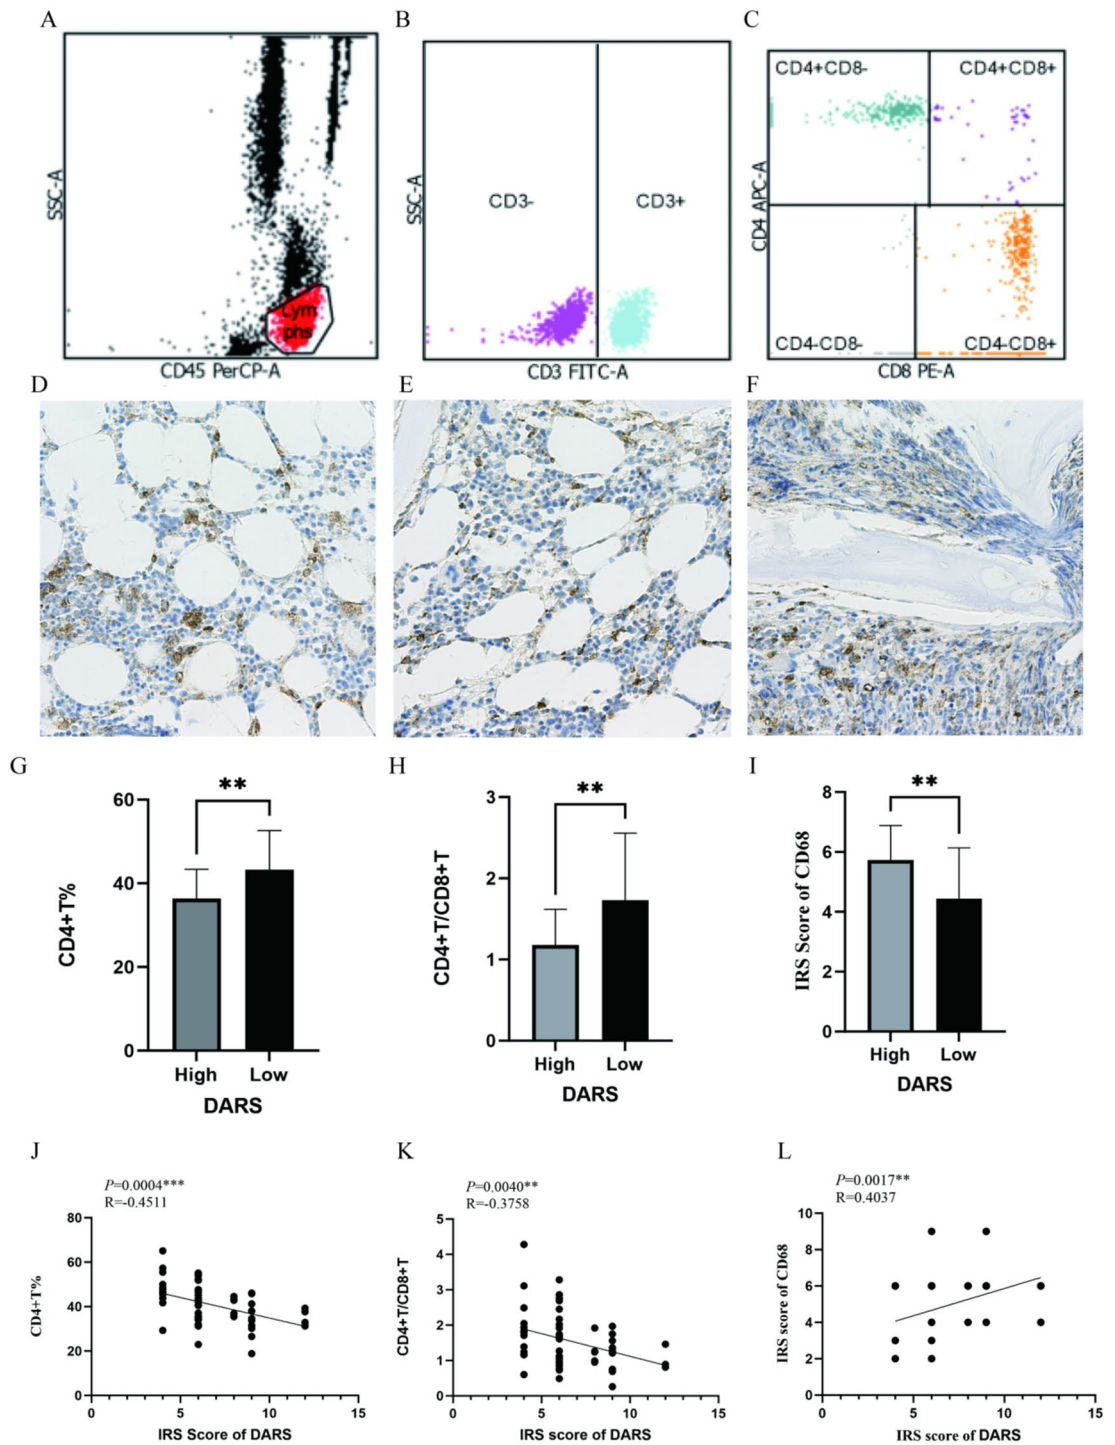 A
B
C
SSC-A
Lym
phs
CD45 PerCP-A
SSC-A
CD3-
CD3+
CD3 FITC-A
CD4 APC-A
CD4+CD8-
CD4+CD8+
CD4-CD8-
CD4-CD8+
CD8 PE-A
D
E
F
G
H
I
CD4+T%
60
40
20
0
**
High
Low
DARS
CD4+T/CD8+T
3
2
1
0
**
High
Low
DARS
IRS Score of CD68
8
6
4
2
0
**
High
Low
DARS
J
P=0.0004***
R=-0.4511
CD4+T%
80
60
40
20
0
0
5
10
15
IRS Score of DARS
K
P=0.0040**
R=-0.3758
CD4+T/CD8+T
5
4
3
2
1
0
0
5
10
15
IRS score of DARS
L
P=0.0017**
R=0.4037
IRS score of CD68
10
8
6
4
2
0
0
5
10
15
IRS score of DARS